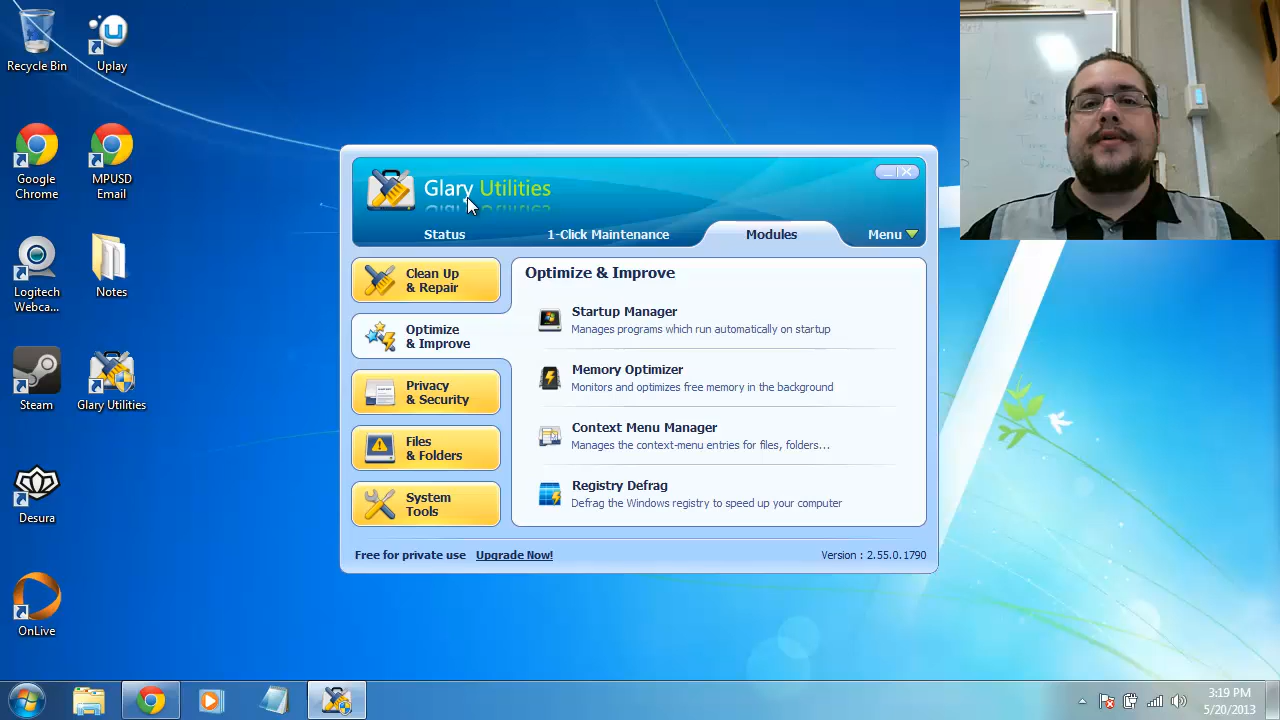 Recycle Bin
Uplay
Google
Chrome
MPUSD
Email
Logitech
Webca...
Notes
Steam
Glary Utilities
Desura
OnLive
Glary Utilities
Status
1-Click Maintenance
Modules
Menu
Clean Up
& Repair
Optimize
& Improve
Privacy
& Security
Files
& Folders
System
Tools
Optimize & Improve
Startup Manager
Manages programs which run automatically on startup
Memory Optimizer
Monitors and optimizes free memory in the background
Context Menu Manager
Manages the context-menu entries for files, folders...
Registry Defrag
Defrag the Windows registry to speed up your computer
Free for private use Upgrade Now!
Version : 2.55.0.1790
3:19 PM
5/20/2013